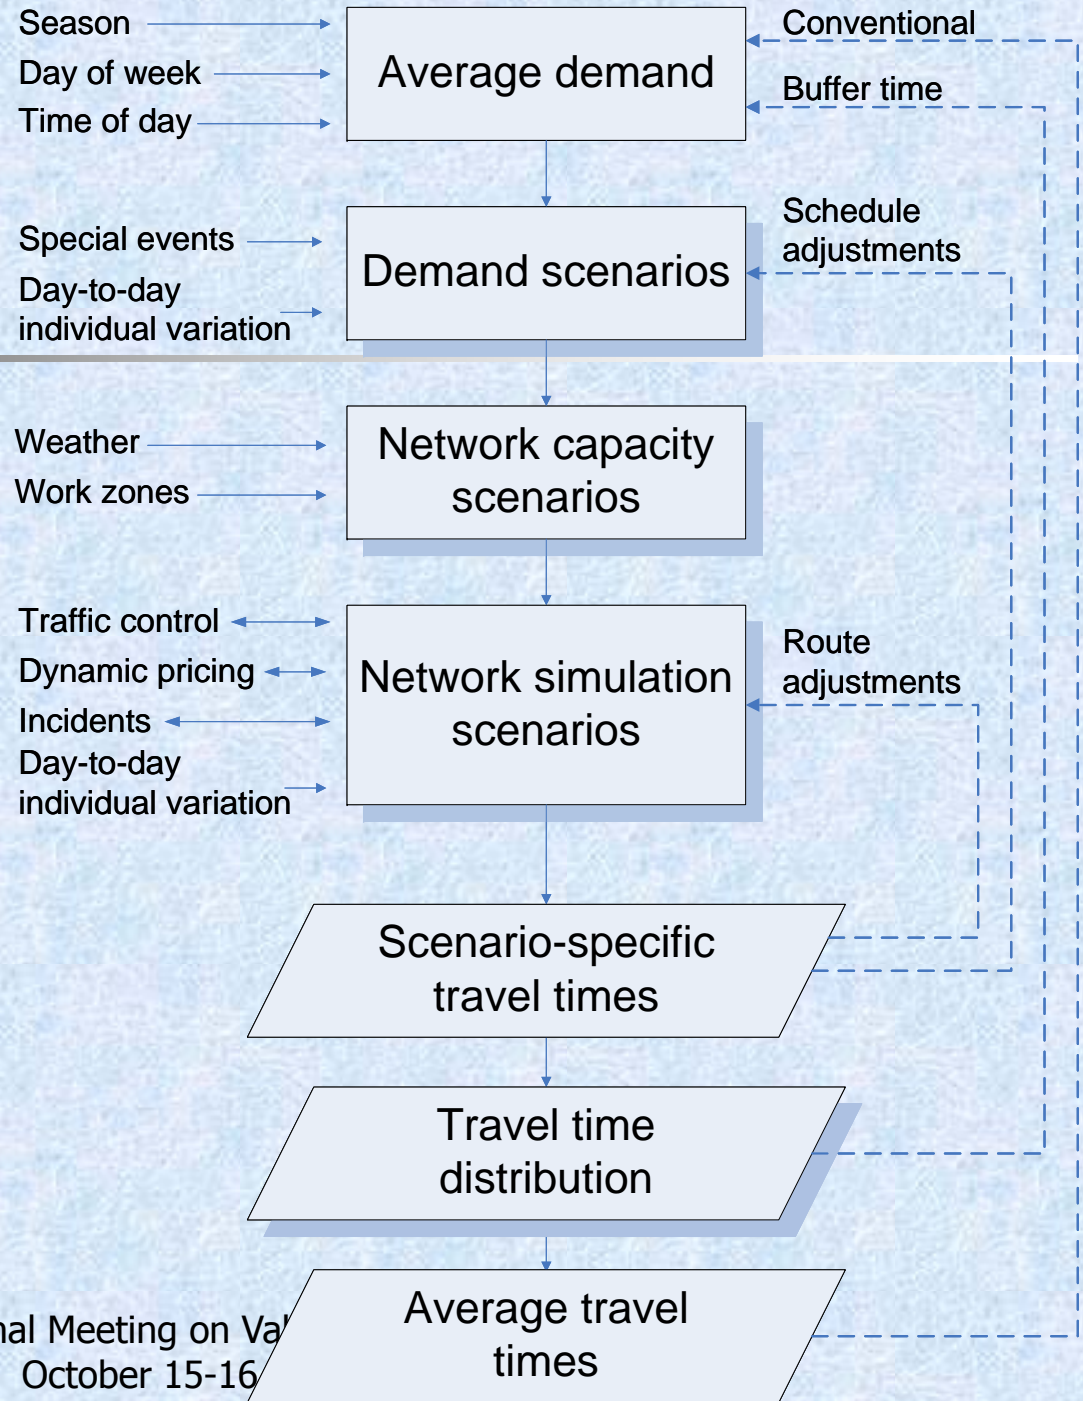 Season
Day of week
Time of day
Average demand
Conventional
Buffer time
Special events
Day-to-day
individual variation
Demand scenarios
Schedule
adjustments
Weather
Work zones
Network capacity
scenarios
Traffic control
Dynamic pricing
Incidents
Day-to-day
individual variation
Network simulation
scenarios
Route
adjustments
Scenario-specific
travel times
Travel time
distribution
Average travel
times
Meeting on
October 15-16